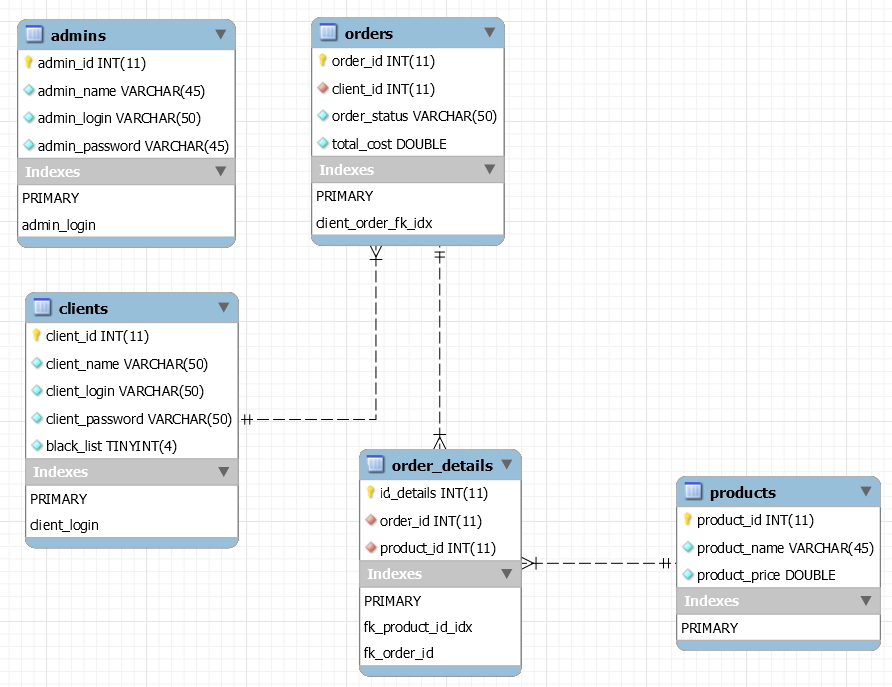 admins
admin_id INT(11)
admin_name VARCHAR(45)
admin_login VARCHAR(50)
admin_password VARCHAR(45)
Indexes
PRIMARY
admin_login
orders
order_id INT(11)
client_id INT(11)
order_status VARCHAR(50)
total_cost DOUBLE
Indexes
PRIMARY
client_order_fk_idx
clients
client_id INT(11)
client_name VARCHAR(50)
client_login VARCHAR(50)
client_password VARCHAR(50)
black_list TINYINT(4)
Indexes
PRIMARY
client_login
order_details
id_details INT(11)
order_id INT(11)
product_id INT(11)
Indexes
PRIMARY
fk_product_id_idx
fk_order_id
products
product_id INT(11)
product_name VARCHAR(45)
product_price DOUBLE
Indexes
PRIMARY